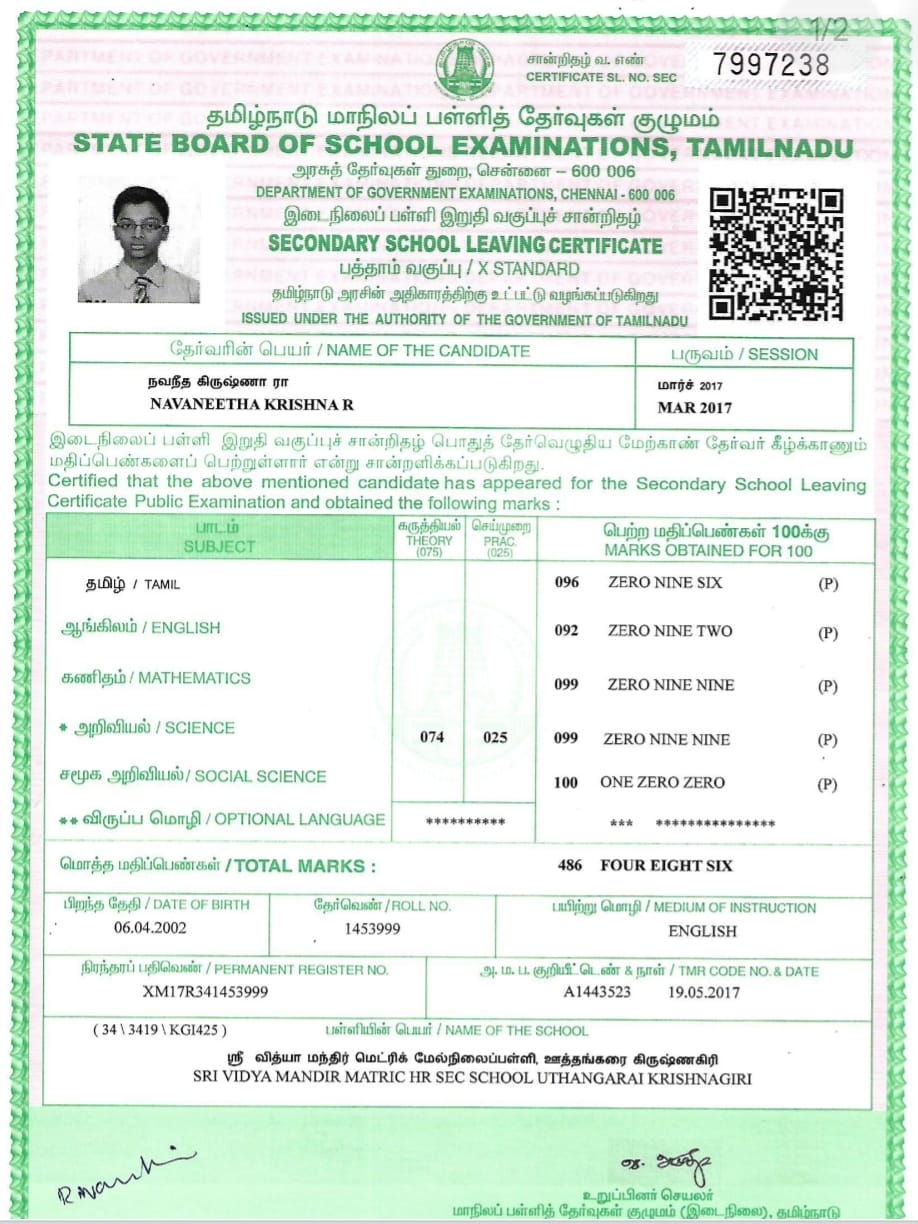 1/2
சான்றிதழ் வ. எண்
CERTIFICATE SL. NO. SEC 7997238
தமிழ்நாடு மாநிலப் பள்ளித் தேர்வுகள் குழுமம்
STATE BOARD OF SCHOOL EXAMINATIONS, TAMILNADU
அரசுத் தேர்வுகள் துறை, சென்னை – 600 006
DEPARTMENT OF GOVERNMENT EXAMINATIONS, CHENNAI - 600 006
இடைநிலைப் பள்ளி இறுதி வகுப்புச் சான்றிதழ்
SECONDARY SCHOOL LEAVING CERTIFICATE
பத்தாம் வகுப்பு / X STANDARD
தமிழ்நாடு அரசின் அதிகாரத்திற்கு உட்பட்டு வழங்கப்படுகிறது
ISSUED UNDER THE AUTHORITY OF THE GOVERNMENT OF TAMILNADU
தேர்வரின் பெயர் / NAME OF THE CANDIDATE பருவம் / SESSION
நவநீத கிருஷ்ணா ரா மார்ச் 2017
NAVANEETHA KRISHNA R MAR 2017
இடைநிலைப் பள்ளி இறுதி வகுப்புச் சான்றிதழ் பொதுத் தேர்வெழுதிய மேற்காண் தேர்வர் கீழ்க்காணும்
மதிப்பெண்களைப் பெற்றுள்ளார் என்று சான்றளிக்கப்படுகிறது.
Certified that the above mentioned candidate has appeared for the Secondary School Leaving
Certificate Public Examination and obtained the following marks :
பாடம் கருத்தியல் செய்முறை பெற்ற மதிப்பெண்கள் 100க்கு
SUBJECT THEORY PRAC. MARKS OBTAINED FOR 100
(075) (025)
தமிழ் / TAMIL 096 ZERO NINE SIX (P)
ஆங்கிலம் / ENGLISH 092 ZERO NINE TWO (P)
கணிதம் / MATHEMATICS 099 ZERO NINE NINE (P)
* அறிவியல் / SCIENCE 074 025 099 ZERO NINE NINE (P)
சமூக அறிவியல் / SOCIAL SCIENCE 100 ONE ZERO ZERO (P)
** விருப்ப மொழி / OPTIONAL LANGUAGE ********** *** ***************
மொத்த மதிப்பெண்கள் / TOTAL MARKS : 486 FOUR EIGHT SIX
பிறந்த தேதி / DATE OF BIRTH தேர்வெண் / ROLL NO. பயிற்று மொழி / MEDIUM OF INSTRUCTION
06.04.2002 1453999 ENGLISH
நிரந்தரப் பதிவெண் / PERMANENT REGISTER NO. அ. ம. ப. குறியீட்டெண் & நாள் / TMR CODE NO. & DATE
XM17R341453999 A1443523 19.05.2017
( 34 \ 3419 \ KGI425 ) பள்ளியின் பெயர் / NAME OF THE SCHOOL
ஸ்ரீ வித்யா மந்திர் மெட்ரிக் மேல்நிலைப்பள்ளி, ஊத்தங்கரை கிருஷ்ணகிரி
SRI VIDYA MANDIR MATRIC HR SEC SCHOOL UTHANGARAI KRISHNAGIRI
உறுப்பினர் செயலர்
மாநிலப் பள்ளித் தேர்வுகள் குழுமம் (இடைநிலை), தமிழ்நாடு